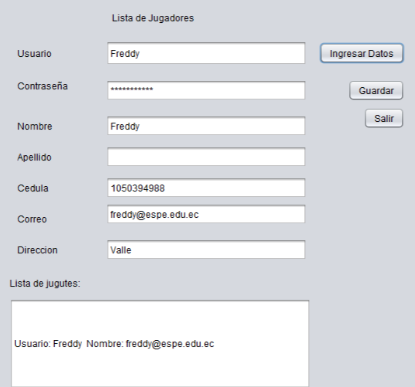 Lista de Jugadores
Usuario Freddy Ingresar Datos
Contraseña *********** Guardar
Salir
Nombre Freddy
Apellido
Cedula 1050394988
Correo freddy@espe.edu.ec
Direccion Valle
Lista de jugutes:
Usuario: Freddy Nombre: freddy@espe.edu.ec